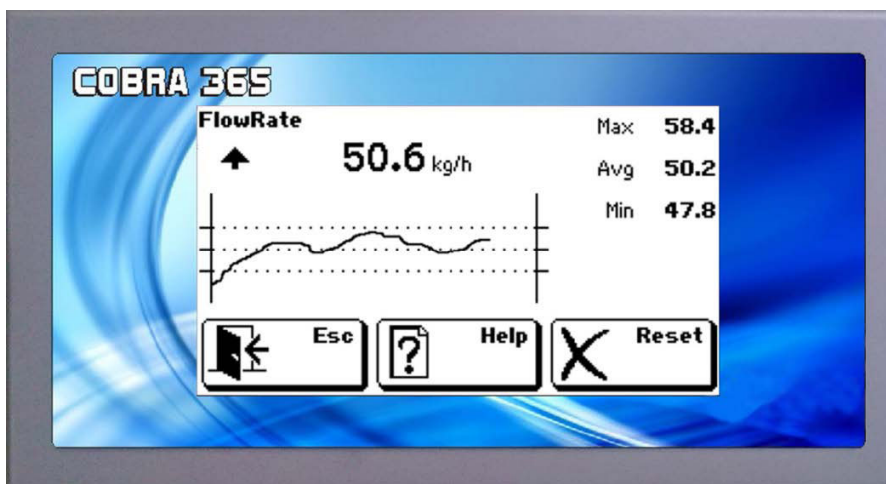 COBRA 365
FlowRate
50.6 kg/h
Max 58.4
Avg 50.2
Min 47.8
Esc
? Help
Reset